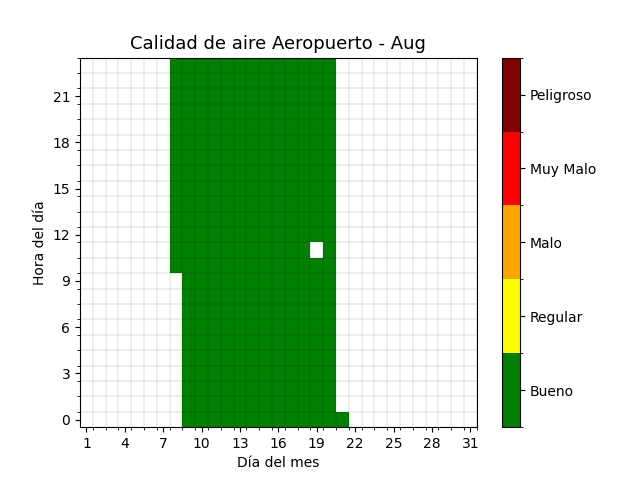 Calidad de aire Aeropuerto - Aug
Hora del día
21
18
15
12
9
6
3
0
1 4 7 10 13 16 19 22 25 28 31
Día del mes
Peligroso
Muy Malo
Malo
Regular
Bueno